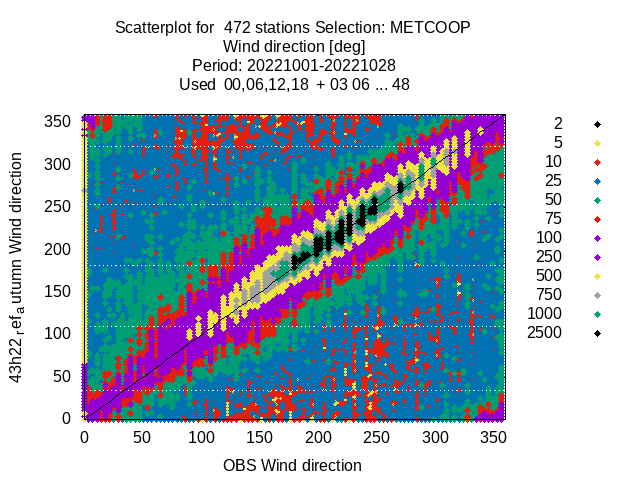 Scatterplot for 472 stations Selection: METCOOP
Wind direction [deg]
Period: 20221001-20221028
Used 00,06,12,18 + 03 06 ... 48
43h22_ref_a utumn Wind direction
350
300
250
200
150
100
50
0
0 50 100 150 200 250 300 350
OBS Wind direction
2
5
10
25
50
75
100
250
500
750
1000
2500